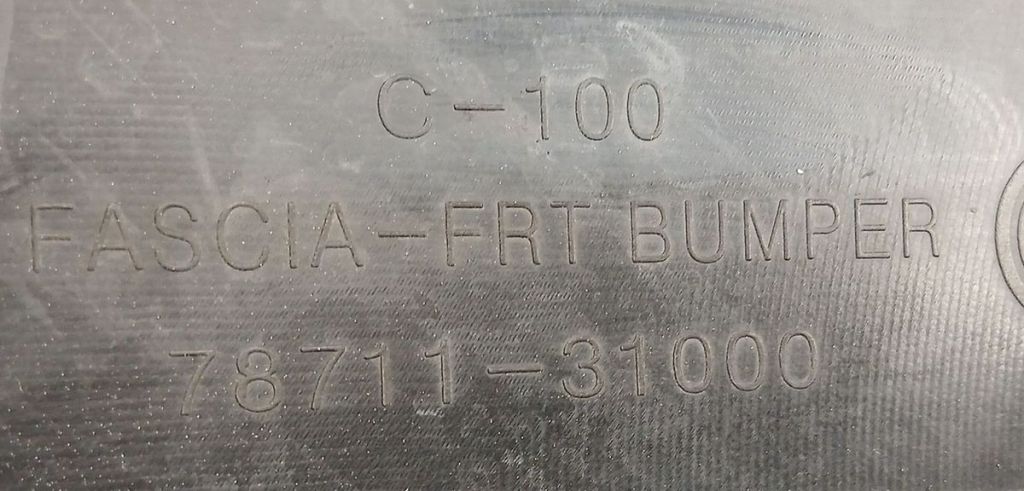 C-100
FASCIA-FRT BUMPER
78711-31000